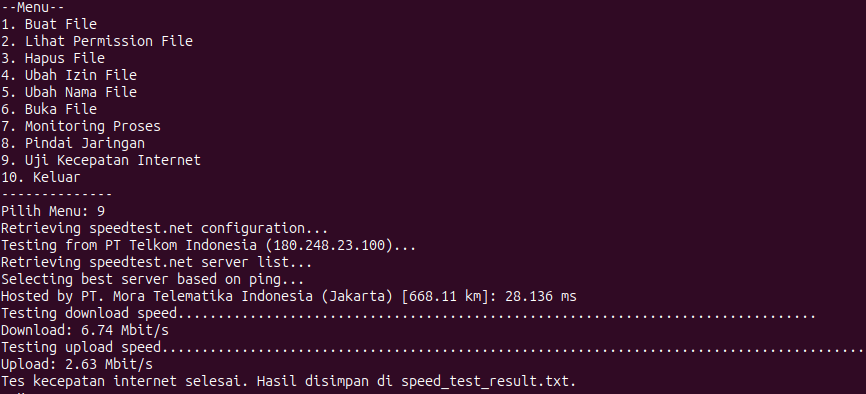 --Menu--
1. Buat File
2. Lihat Permission File
3. Hapus File
4. Ubah Izin File
5. Ubah Nama File
6. Buka File
7. Monitoring Proses
8. Pindai Jaringan
9. Uji Kecepatan Internet
10. Keluar
--------------
Pilih Menu: 9
Retrieving speedtest.net configuration...
Testing from PT Telkom Indonesia (180.248.23.100)...
Retrieving speedtest.net server list...
Selecting best server based on ping...
Hosted by PT. Mora Telematika Indonesia (Jakarta) [668.11 km]: 28.136 ms
Testing download speed................................................................................
Download: 6.74 Mbit/s
Testing upload speed........................................................................................
Upload: 2.63 Mbit/s
Tes kecepatan internet selesai. Hasil disimpan di speed_test_result.txt.